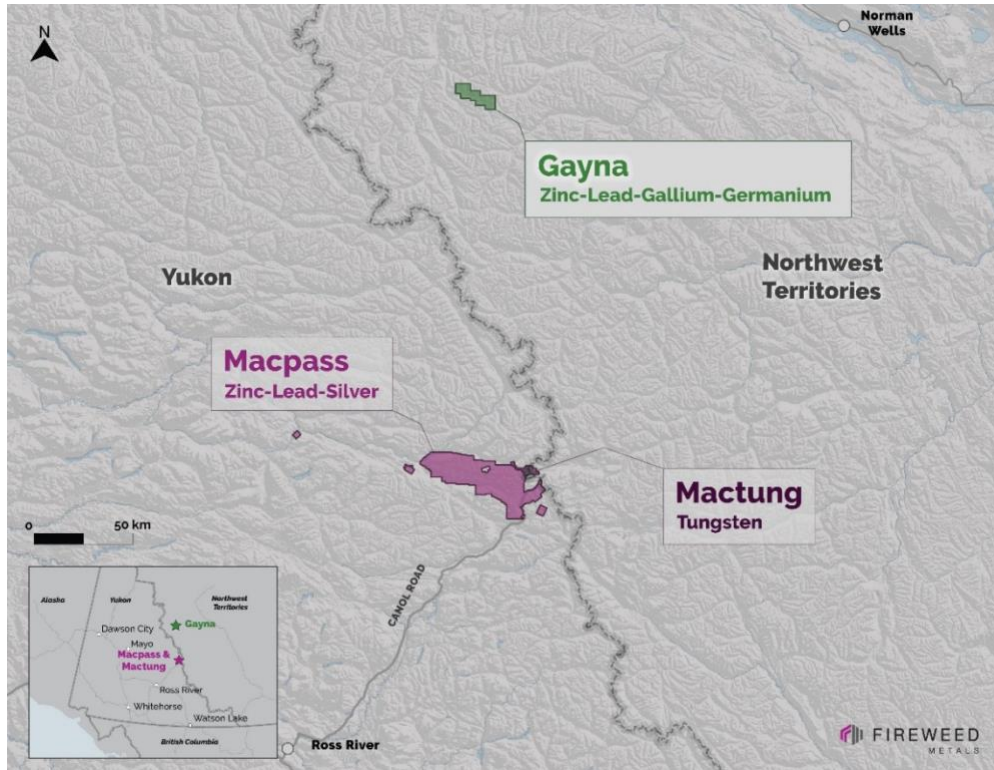 N
Norman
Wells
Gayna
Zinc-Lead-Gallium-Germanium
Yukon
Northwest
Territories
Macpass
Zinc-Lead-Silver
Mactung
Tungsten
0 50 km
CANOL ROAD
Alaska
Yukon
Northwest
Territories
Gayna
Dawson City
Mayo
Macpass &
Mactung
Ross River
Whitehorse
Watson Lake
British Columbia
Ross River
FIREWEED
METALS